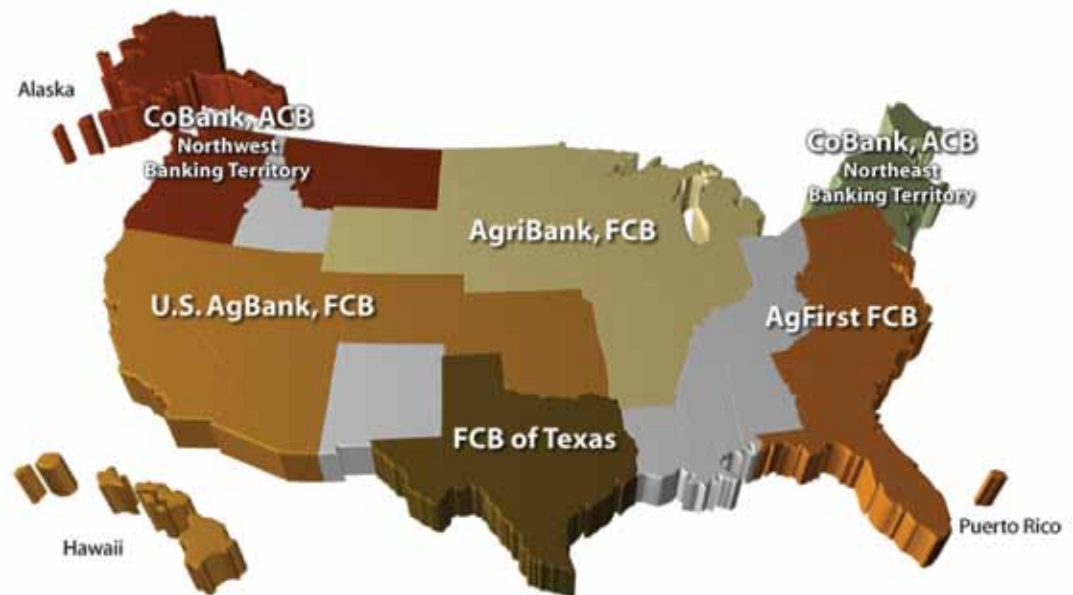 Alaska
CoBank, ACB
Northwest
Banking Territory
CoBank, ACB
Northeast
Banking Territory
AgriBank, FCB
U.S. AgBank, FCB
AgFirst FCB
FCB of Texas
Hawaii
Puerto Rico